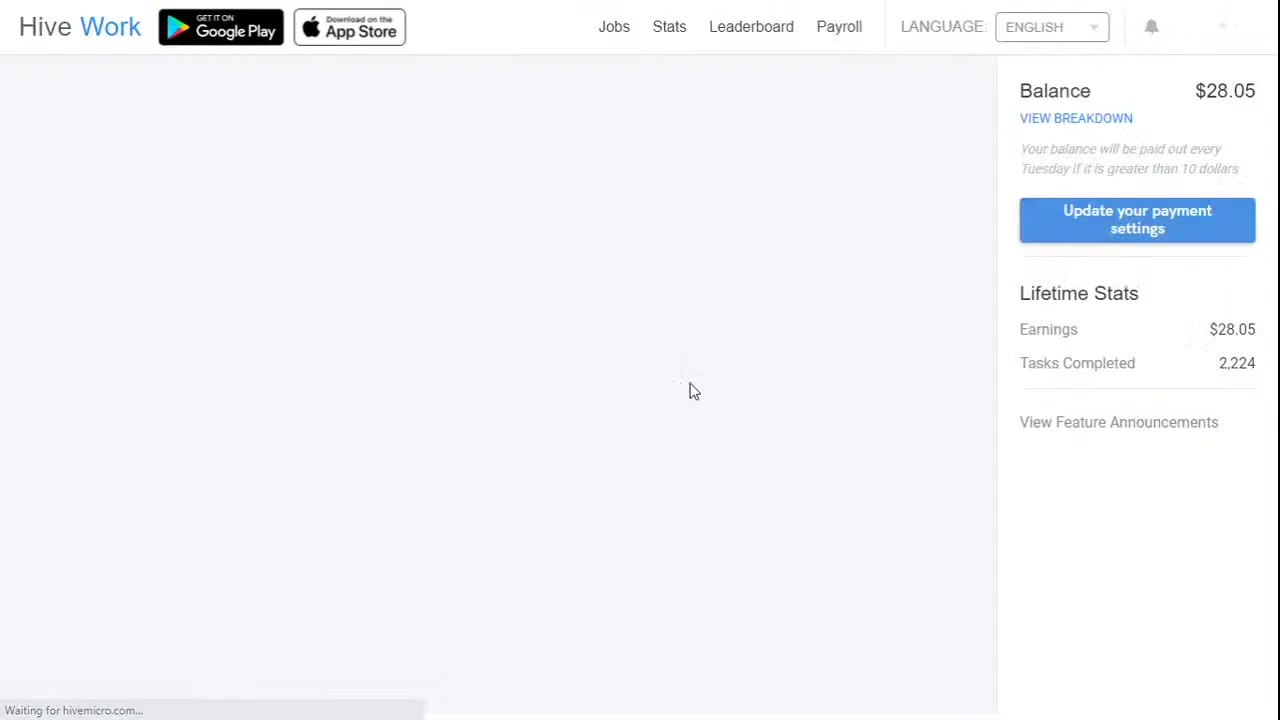 Hive Work
GET IT ON
Google Play
Download on the
App Store
Jobs
Stats
Leaderboard
Payroll
LANGUAGE:
ENGLISH
Balance $28.05
VIEW BREAKDOWN
Your balance will be paid out every
Tuesday if it is greater than 10 dollars
Update your payment
settings
Lifetime Stats
Earnings $28.05
Tasks Completed 2,224
View Feature Announcements
Waiting for hivemicro.com...